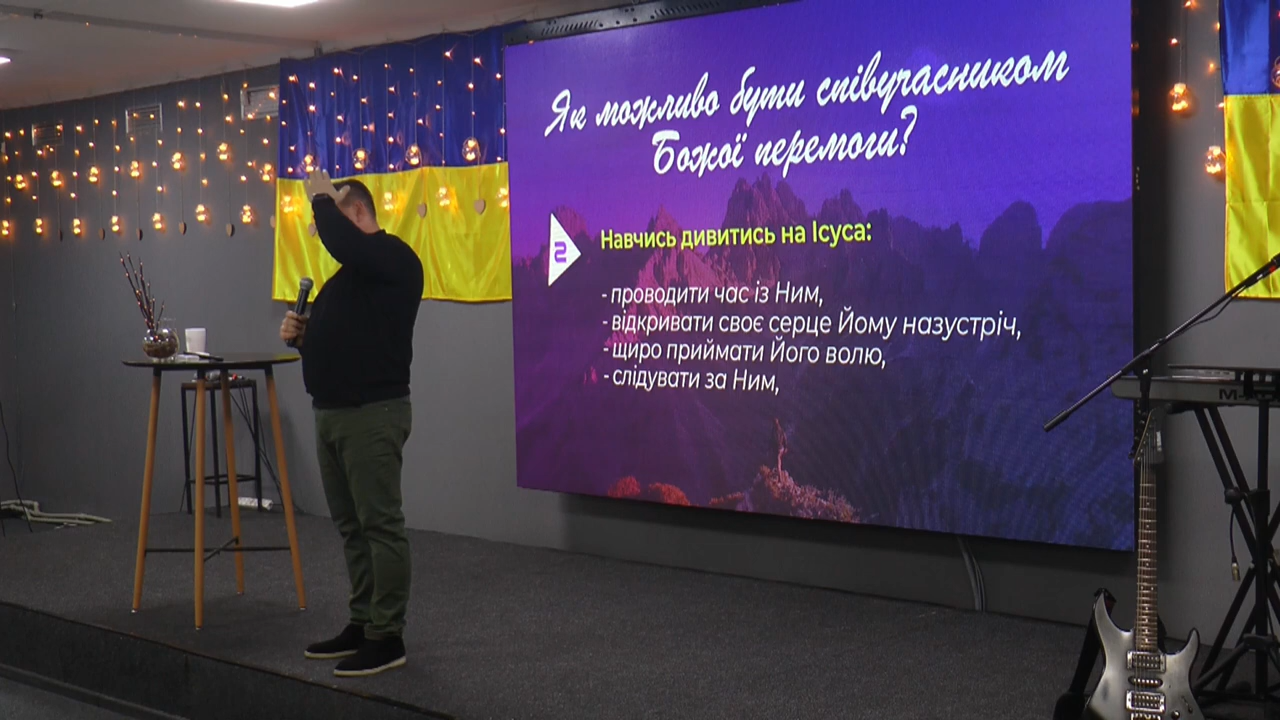 Як можливо бути співучасником
Божої перемоги?
2
Навчись дивитись на Ісуса:
- проводити час із Ним,
- відкривати своє серце Йому назустріч,
- щиро приймати Його волю,
- слідувати за Ним,